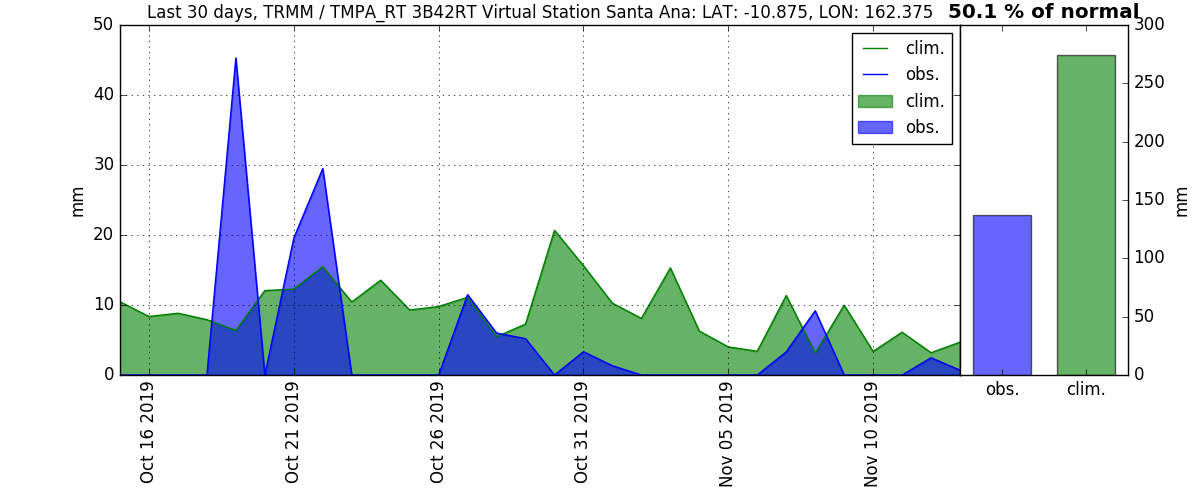 Last 30 days, TRMM / TMPA_RT 3B42RT Virtual Station Santa Ana: LAT: -10.875, LON: 162.375
50.1 % of normal
50
40
30
20
10
0
mm
clim.
obs.
clim.
obs.
300
250
200
150
100
50
0
mm
Oct 16 2019
Oct 21 2019
Oct 26 2019
Oct 31 2019
Nov 05 2019
Nov 10 2019
obs.
clim.